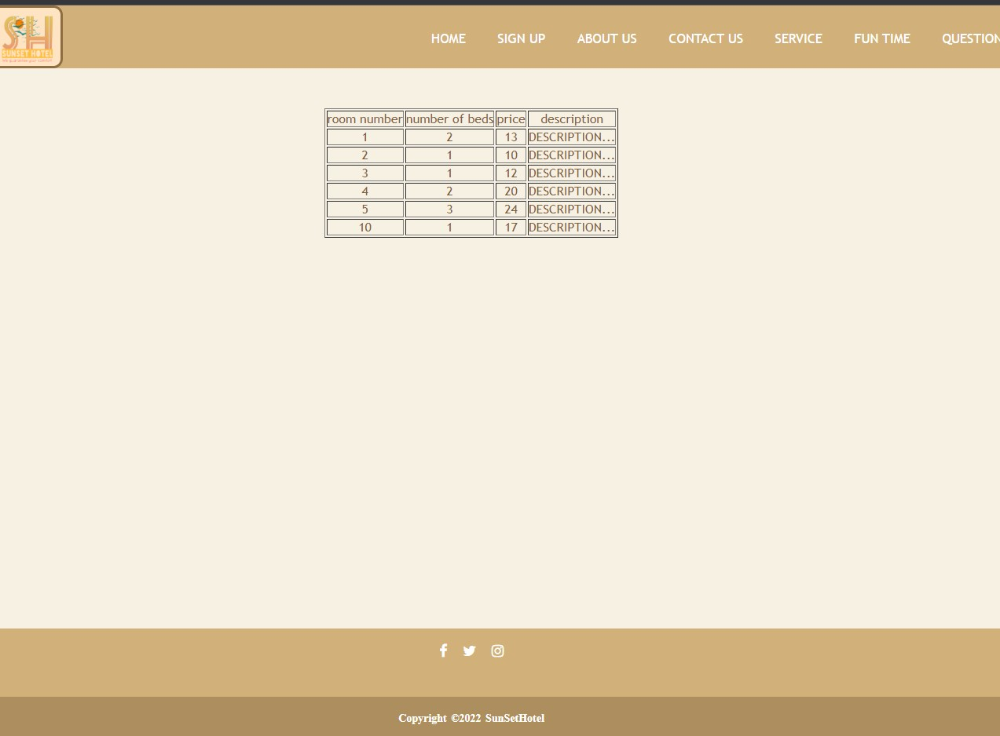 SH
SUNSET HOTEL
HOME SIGN UP ABOUT US CONTACT US SERVICE FUN TIME QUESTION
room number number of beds price description
1 2 13 DESCRIPTION...
2 1 10 DESCRIPTION...
3 1 12 DESCRIPTION...
4 2 20 DESCRIPTION...
5 3 24 DESCRIPTION...
10 1 17 DESCRIPTION...
Copyright ©2022 SunSetHotel